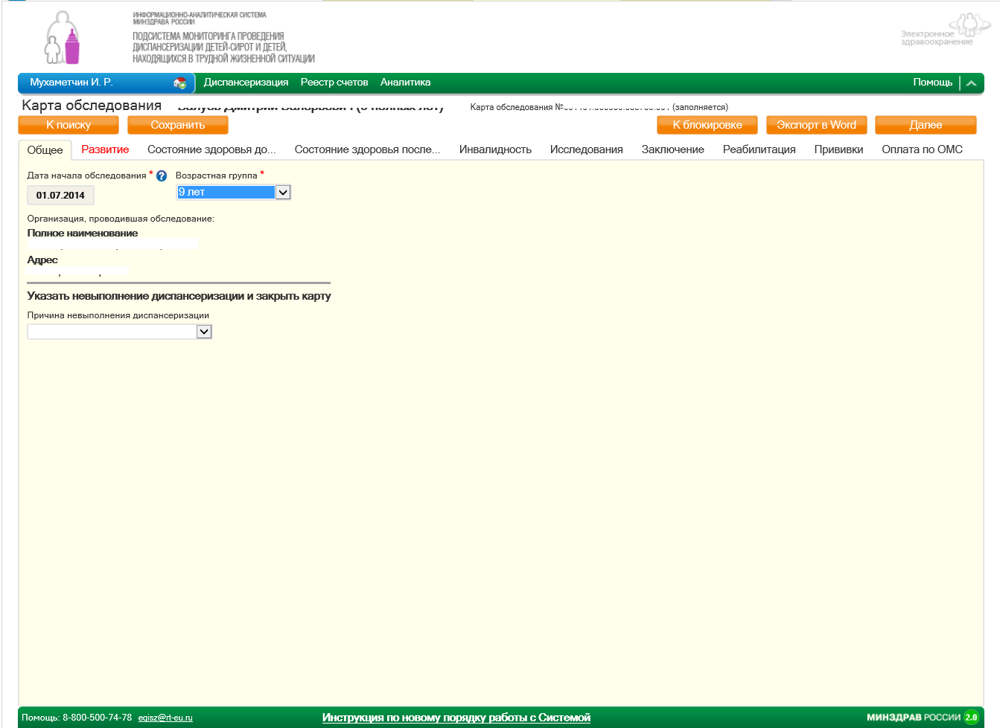 ИНФОРМАЦИОННО-АНАЛИТИЧЕСКАЯ СИСТЕМА
МИНЗДРАВА РОССИИ
ПОДСИСТЕМА МОНИТОРИНГА ПРОВЕДЕНИЯ
ДИСПАНСЕРИЗАЦИИ ДЕТЕЙ-СИРОТ И ДЕТЕЙ,
НАХОДЯЩИХСЯ В ТРУДНОЙ ЖИЗНЕННОЙ СИТУАЦИИ
Электронное
здравоохранение
Мухаметчин И. Р. Диспансеризация Реестр счетов Аналитика Помощь
Карта обследования Карта обследования № (заполняется)
К поиску Сохранить К блокировке Экспорт в Word Далее
Общее Развитие Состояние здоровья до... Состояние здоровья после... Инвалидность Исследования Заключение Реабилитация Прививки Оплата по ОМС
Дата начала обследования * ? Возрастная группа *
01.07.2014 9 лет
Организация, проводившая обследование:
Полное наименование
Адрес
Указать невыполнение диспансеризации и закрыть карту
Причина невыполнения диспансеризации
Помощь: 8-800-500-74-78 egisz@rt-eu.ru Инструкция по новому порядку работы с Системой МИНЗДРАВ РОССИИ 2.0